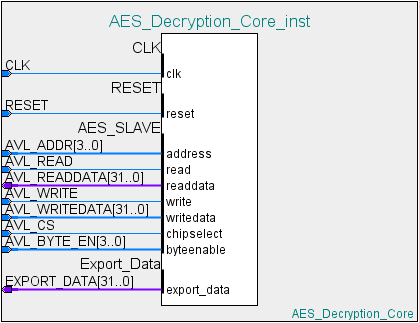 AES_Decryption_Core_inst
CLK
CLK
clk
RESET
RESET
reset
AES_SLAVE
AVL_ADDR[3..0]
address
AVL_READ
read
AVL_READDATA[31..0]
readdata
AVL_WRITE
write
AVL_WRITEDATA[31..0]
writedata
AVL_CS
chipselect
AVL_BYTE_EN[3..0]
byteenable
Export_Data
EXPORT_DATA[31..0]
export_data
AES_Decryption_Core